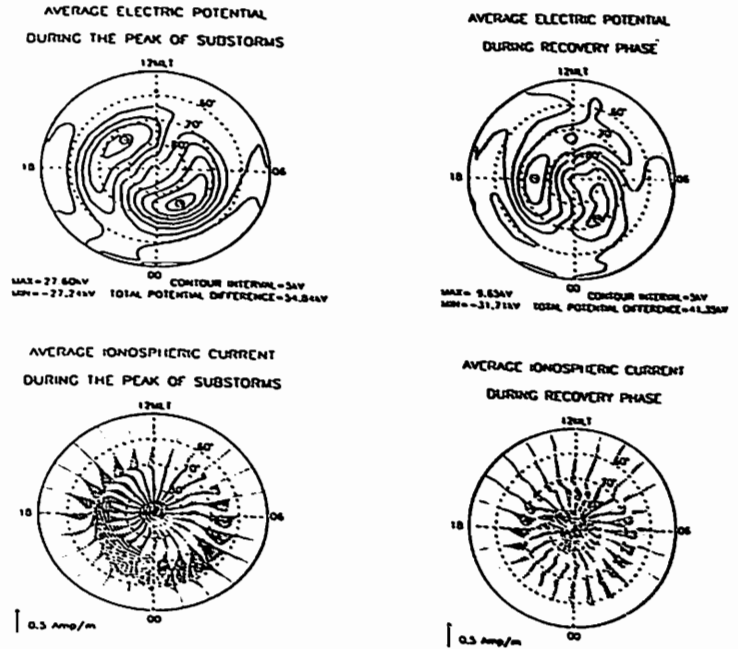 AVERAGE ELECTRIC POTENTIAL
DURING THE PEAK OF SUBSTORMS
12MLT
60°
70°
80°
18
06
00
MAX=27.60kV CONTOUR INTERVAL=5kV
MIN=-27.24kV TOTAL POTENTIAL DIFFERENCE=54.84kV
AVERAGE ELECTRIC POTENTIAL
DURING RECOVERY PHASE
12MLT
60°
70°
80°
18
06
00
MAX= 9.65kV CONTOUR INTERVAL=5kV
MIN=-31.71kV TOTAL POTENTIAL DIFFERENCE=41.35kV
AVERAGE IONOSPHERIC CURRENT
DURING THE PEAK OF SUBSTORMS
12MLT
60°
70°
18
06
00
0.5 Amp/m
AVERAGE IONOSPHERIC CURRENT
DURING RECOVERY PHASE
12MLT
60°
70°
18
06
00
0.5 Amp/m